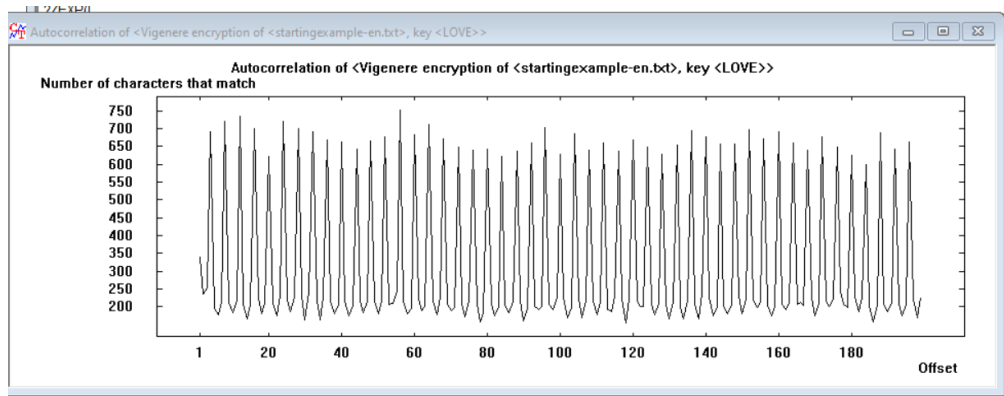 Autocorrelation of <Vigenere encryption of <startingexample-en.txt>, key <LOVE>>
Autocorrelation of <Vigenere encryption of <startingexample-en.txt>, key <LOVE>>
Number of characters that match
750
700
650
600
550
500
450
400
350
300
250
200
1 20 40 60 80 100 120 140 160 180
Offset